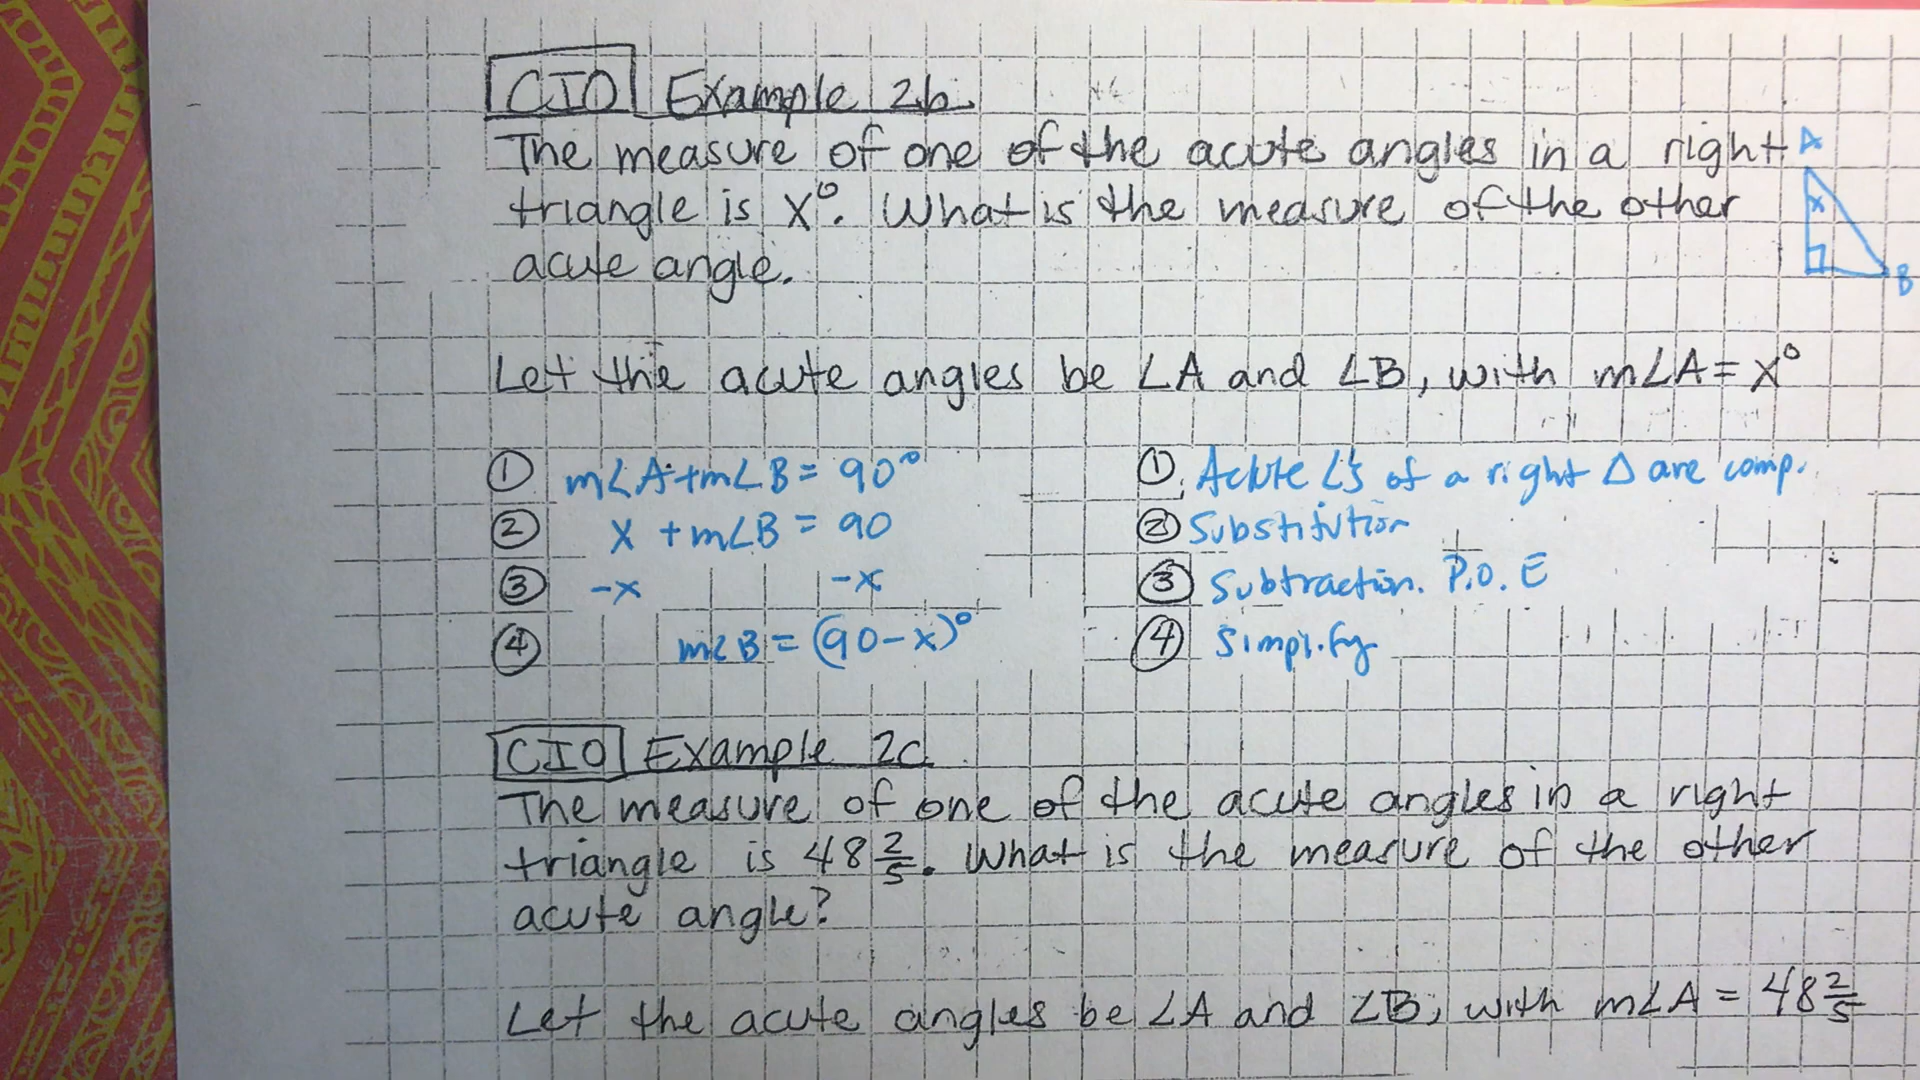 CIO Example 2b
The measure of one of the acute angles in a right
triangle is x°. What is the measure of the other
acute angle.
A
x
B
Let the acute angles be ∠A and ∠B, with m∠A = x°
① m∠A + m∠B = 90° ① Acute ∠'s of a right △ are comp.
② x + m∠B = 90 ② Substitution
③ -x -x ③ Subtraction. P.O.E
④ m∠B = (90-x)° ④ Simplify
CIO Example 2c
The measure of one of the acute angles in a right
triangle is 48 2/5. What is the measure of the other
acute angle?
Let the acute angles be ∠A and ∠B, with m∠A = 48 2/5